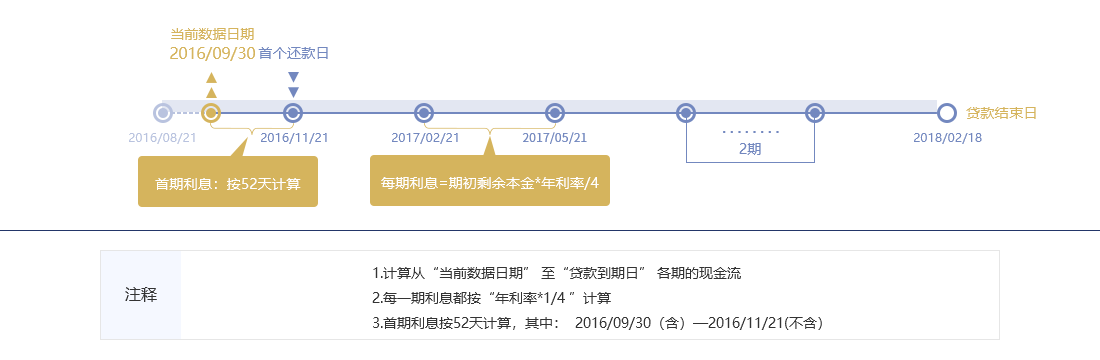 当前数据日期
2016/09/30 首个还款日
贷款结束日
2016/08/21 2016/11/21 2017/02/21 2017/05/21 2018/02/18
........
2期
首期利息：按52天计算
每期利息=期初剩余本金*年利率/4
注释
1.计算从“当前数据日期” 至“贷款到期日” 各期的现金流
2.每一期利息都按“年利率*1/4 ”计算
3.首期利息按52天计算，其中： 2016/09/30（含）—2016/11/21(不含）